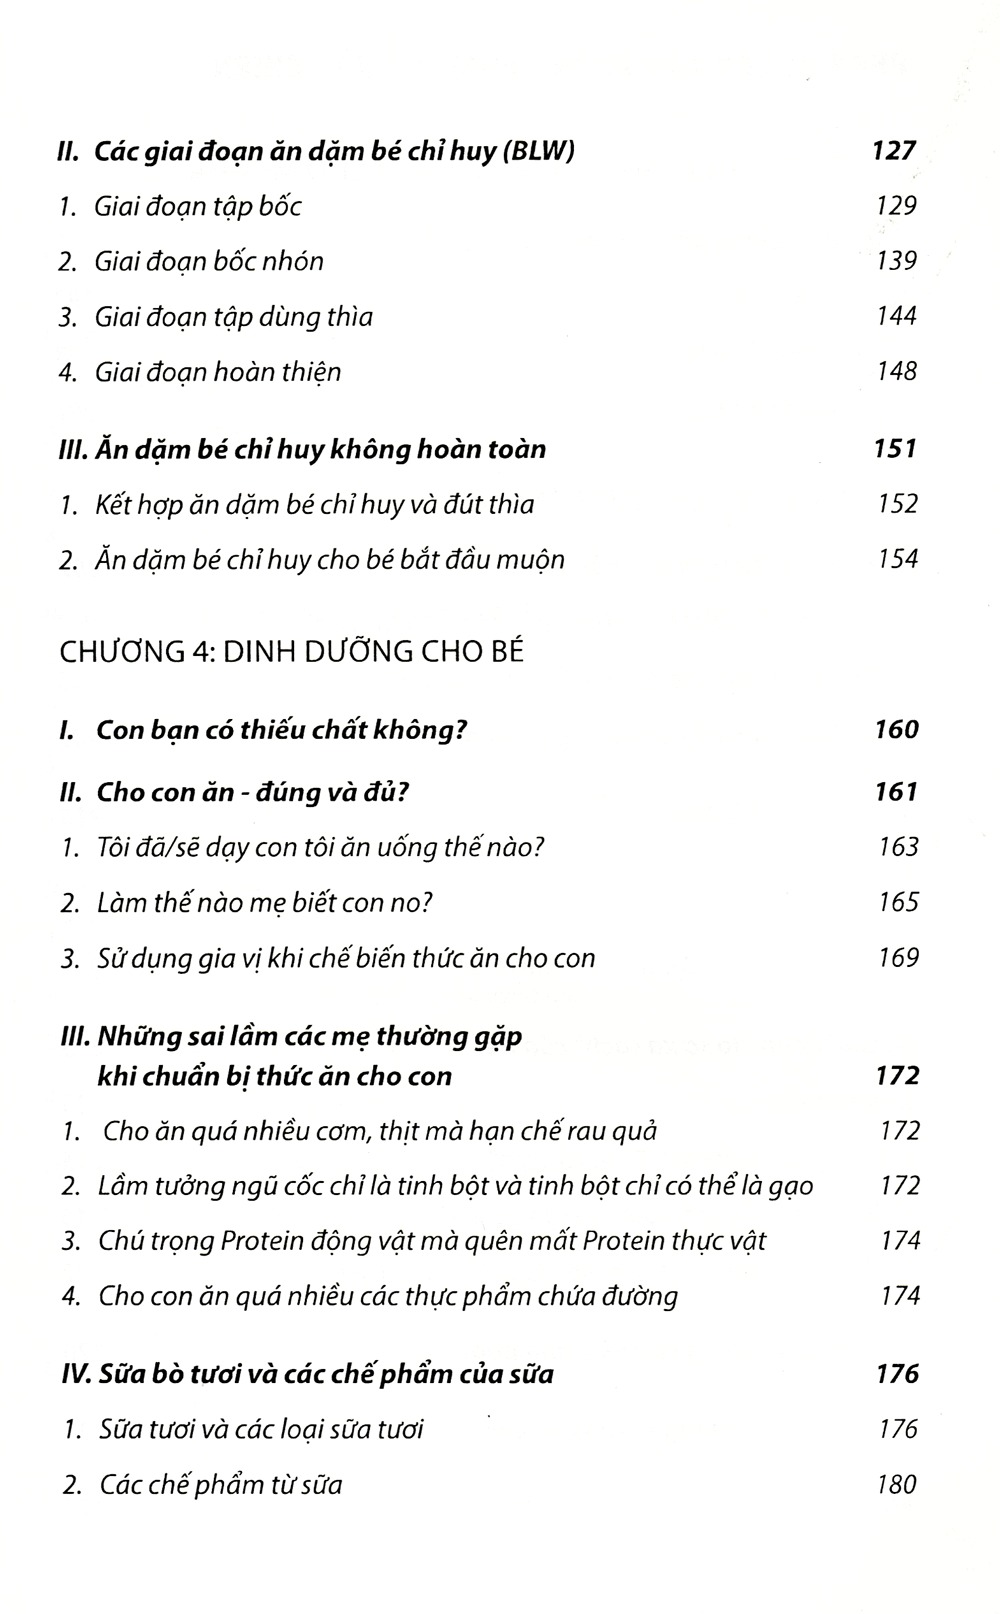 II. Các giai đoạn ăn dặm bé chỉ huy (BLW) 127
1. Giai đoạn tập bốc 129
2. Giai đoạn bốc nhón 139
3. Giai đoạn tập dùng thìa 144
4. Giai đoạn hoàn thiện 148
III. Ăn dặm bé chỉ huy không hoàn toàn 151
1. Kết hợp ăn dặm bé chỉ huy và đút thìa 152
2. Ăn dặm bé chỉ huy cho bé bắt đầu muộn 154
CHƯƠNG 4: DINH DƯỠNG CHO BÉ
I. Con bạn có thiếu chất không? 160
II. Cho con ăn - đúng và đủ? 161
1. Tôi đã/sẽ dạy con tôi ăn uống thế nào? 163
2. Làm thế nào mẹ biết con no? 165
3. Sử dụng gia vị khi chế biến thức ăn cho con 169
III. Những sai lầm các mẹ thường gặp
khi chuẩn bị thức ăn cho con 172
1. Cho ăn quá nhiều cơm, thịt mà hạn chế rau quả 172
2. Lầm tưởng ngũ cốc chỉ là tinh bột và tinh bột chỉ có thể là gạo 172
3. Chú trọng Protein động vật mà quên mất Protein thực vật 174
4. Cho con ăn quá nhiều các thực phẩm chứa đường 174
IV. Sữa bò tươi và các chế phẩm của sữa 176
1. Sữa tươi và các loại sữa tươi 176
2. Các chế phẩm từ sữa 180